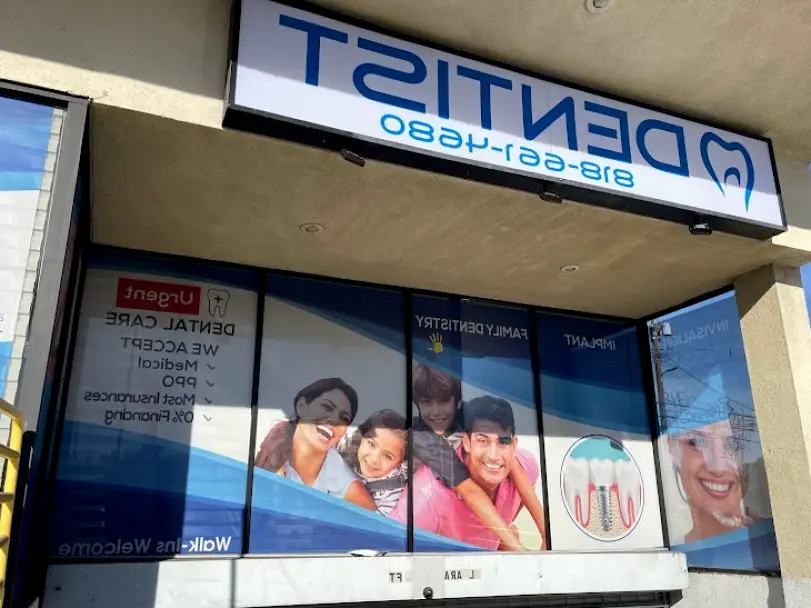 DENTIST
818-661-4680
Urgent
DENTAL CARE
WE ACCEPT
✓ Medical
✓ PPO
✓ Most Insurances
✓ 0% Financing
Walk-Ins Welcome
FAMILY DENTISTRY
IMPLANT
INVISALIGN